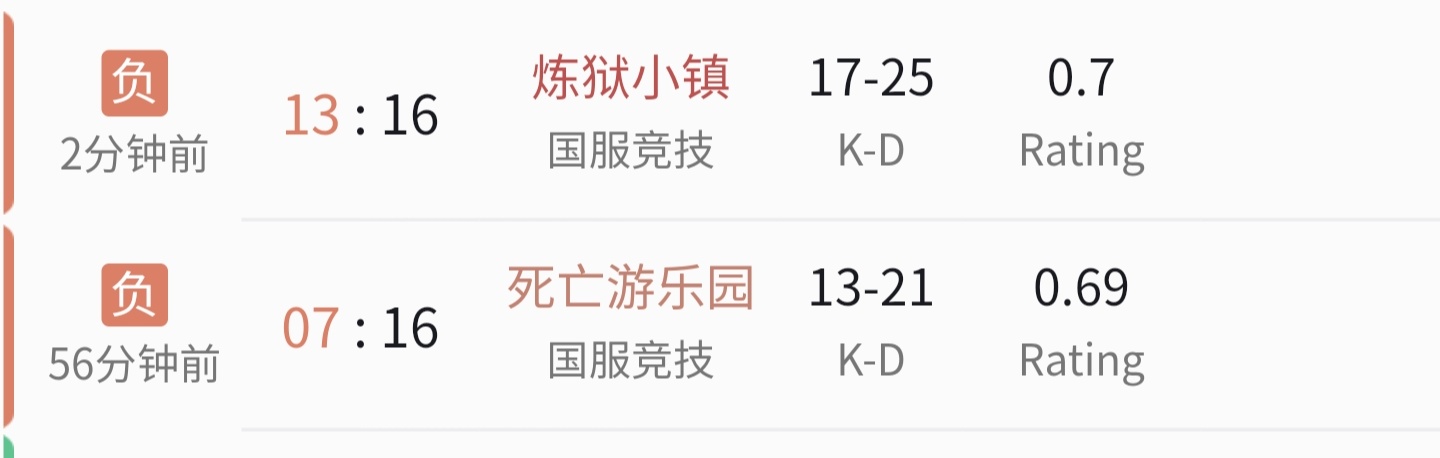 负
2分钟前
13 : 16
炼狱小镇
国服竞技
17-25
K-D
0.7
Rating
负
56分钟前
07 : 16
死亡游乐园
国服竞技
13-21
K-D
0.69
Rating